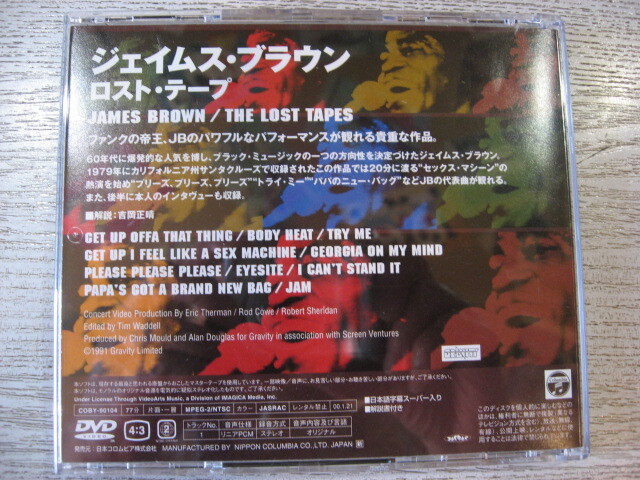 ジェイムス・ブラウン
ロスト・テープ
JAMES BROWN / THE LOST TAPES
ファンクの帝王、JBのパワフルなパフォーマンスが観れる貴重な作品。
60年代に爆発的な人気を博し、ブラック・ミュージックの一つの方向性を決定づけたジェイムス・ブラウン。
1979年にカリフォルニア州サンタクルーズで収録されたこの作品では20分に渡る"セックス・マシーン"の
熱演を始め"プリーズ、プリーズ、プリーズ""トライ・ミー""パパのニュー・バッグ"などJBの代表曲が観れる。
また、後半に本人のインタヴューも収録。
■解説:吉岡正晴
GET UP OFFA THAT THING / BODY HEAT / TRY ME
GET UP I FEEL LIKE A SEX MACHINE / GEORGIA ON MY MIND
PLEASE PLEASE PLEASE / EYESITE / I CAN'T STAND IT
PAPA'S GOT A BRAND NEW BAG / JAM
Concert Video Production By Eric Therman / Rod Cowe / Robert Sheridan
Edited by Tim Waddell
Produced by Chris Mould and Alan Douglas for Gravity in association with Screen Ventures
©1991 Gravity Limited
Under License Through VideoArts Music, a Division of IMAGICA Media, Inc.
COBY-90104 77分 片面・一層 MPEG-2/NTSC カラー JASRAC レンタル禁止 00.1.21
■日本語字幕スーパー入り
■解説書付き
DVD
VIDEO
4:3
2
トラックNo. 音声仕様 録音方式 音声内容及び言語
1 リニアPCM ステレオ オリジナル
発売元:日本コロムビア株式会社 MANUFACTURED BY NIPPON COLUMBIA CO.,LTD. JAPAN